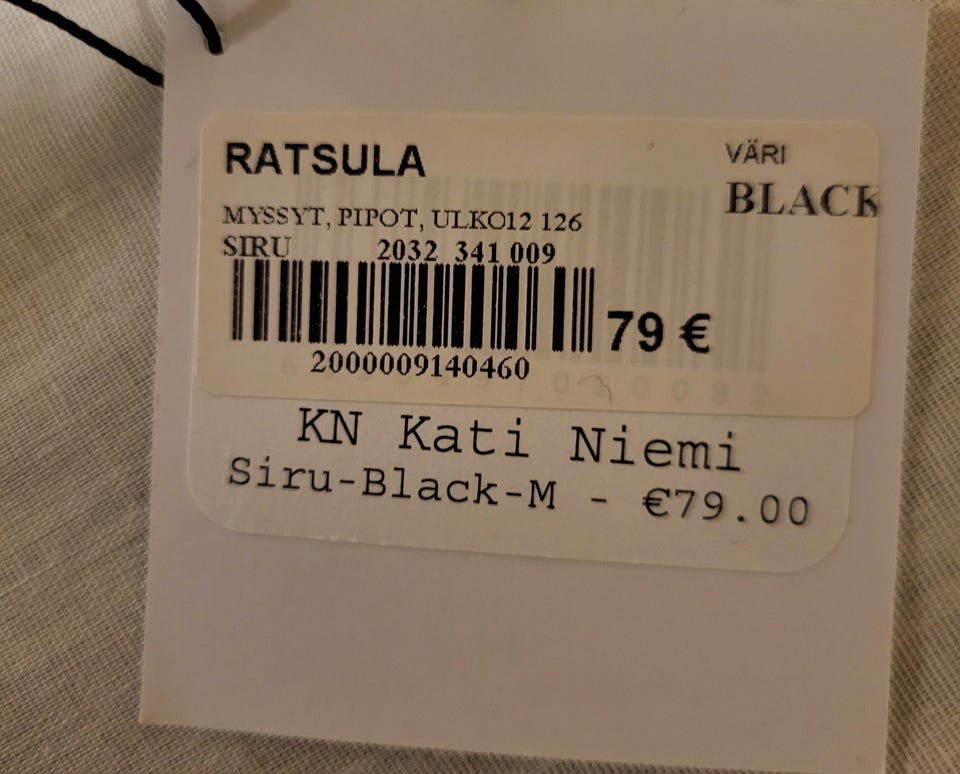 RATSULA
VÄRI
BLACK
MYSSYT, PIPOT, ULKO12 126
SIRU 2032 341 009
79 €
2000009140460
KN Kati Niemi
Siru-Black-M - €79.00